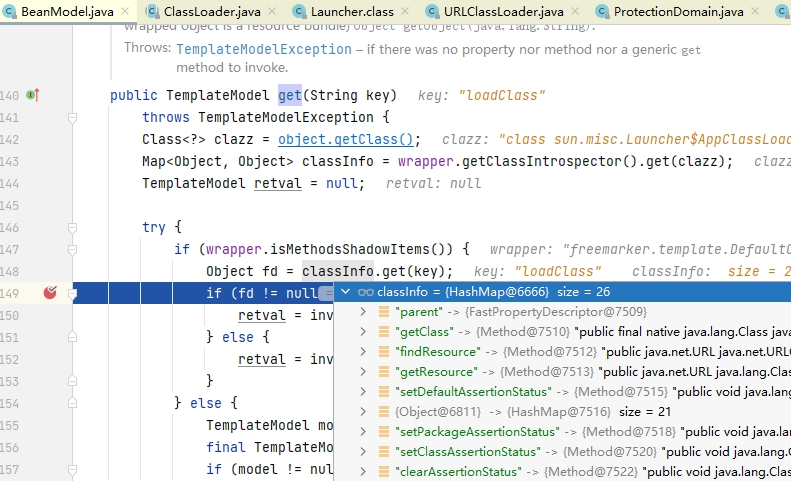 BeanModel.java × ClassLoader.java × Launcher.class × URLClassLoader.java × ProtectionDomain.java ×
wrapped object is a resource bundle) Object getObject(java.lang.String).
Throws: TemplateModelException – if there was no property nor method nor a generic get
method to invoke.
140 public TemplateModel get(String key) key: "loadClass"
141 throws TemplateModelException {
142 Class<?> clazz = object.getClass(); clazz: "class sun.misc.Launcher$AppClassLoa
143 Map<Object, Object> classInfo = wrapper.getClassIntrospector().get(clazz); clazz
144 TemplateModel retval = null; retval: null
145
146 try {
147 if (wrapper.isMethodsShadowItems()) { wrapper: "freemarker.template.DefaultO
148 Object fd = classInfo.get(key); key: "loadClass" classInfo: size = 2
149 if (fd != null = classInfo = {HashMap@6666} size = 26
150 retval = inv "parent" -> {FastPropertyDescriptor@7509}
"getClass" -> {Method@7510} "public final native java.lang.Class java
151 } else {
152 retval = inv "findResource" -> {Method@7512} "public java.net.URL java.net.URLC
"getResource" -> {Method@7513} "public java.net.URL java.lang.Clas
153 }
"setDefaultAssertionStatus" -> {Method@7515} "public void java.lang
154 } else {
{Object@6811} -> {HashMap@7516} size = 21
155 TemplateModel mo "setPackageAssertionStatus" -> {Method@7518} "public void java.lan
156 final TemplateMo "setClassAssertionStatus" -> {Method@7520} "public void java.lang.C
157 if (model != nul "clearAssertionStatus" -> {Method@7522} "public void java.lang.Clas